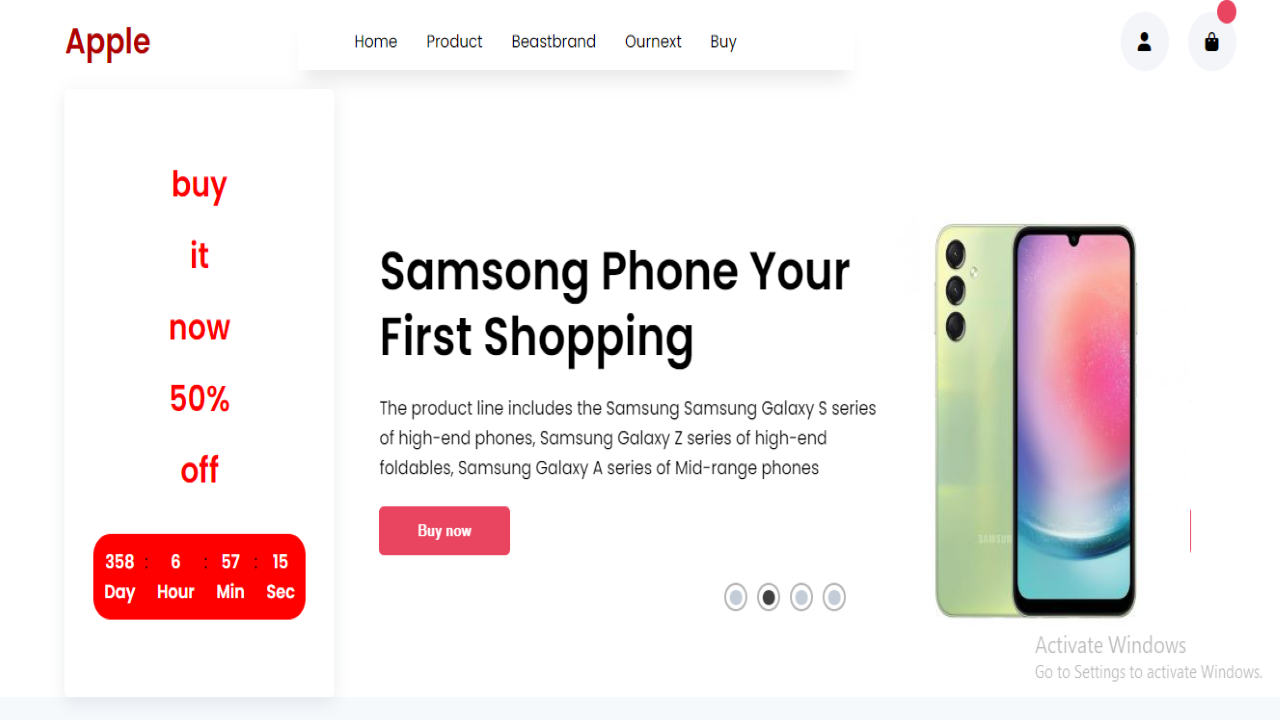 Apple
Home Product Beastbrand Ournext Buy
buy
it
now
50%
off
358 : 6 : 57 : 15
Day Hour Min Sec
Samsong Phone Your
First Shopping
The product line includes the Samsung Samsung Galaxy S series
of high-end phones, Samsung Galaxy Z series of high-end
foldables, Samsung Galaxy A series of Mid-range phones
Buy now
SAMSUNG
Activate Windows
Go to Settings to activate Windows.